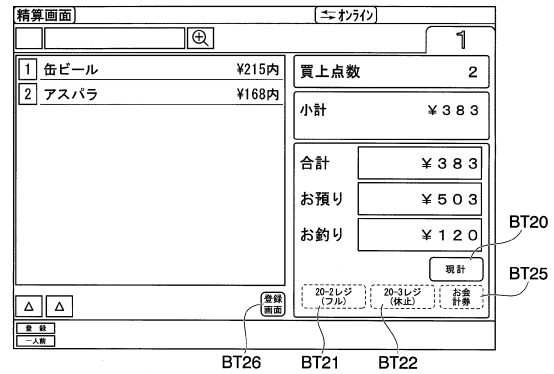 精算画面
⇆オンライン
1
1 缶ビール ¥215内
2 アスパラ ¥168内
買上点数 2
小計 ¥383
合計 ¥383
お預り ¥503
お釣り ¥120
現計
BT20
20-2レジ
(フル)
20-3レジ
(休止)
お会
計券
BT25
△ △
登録
画面
登 録
一人前
BT26 BT21 BT22